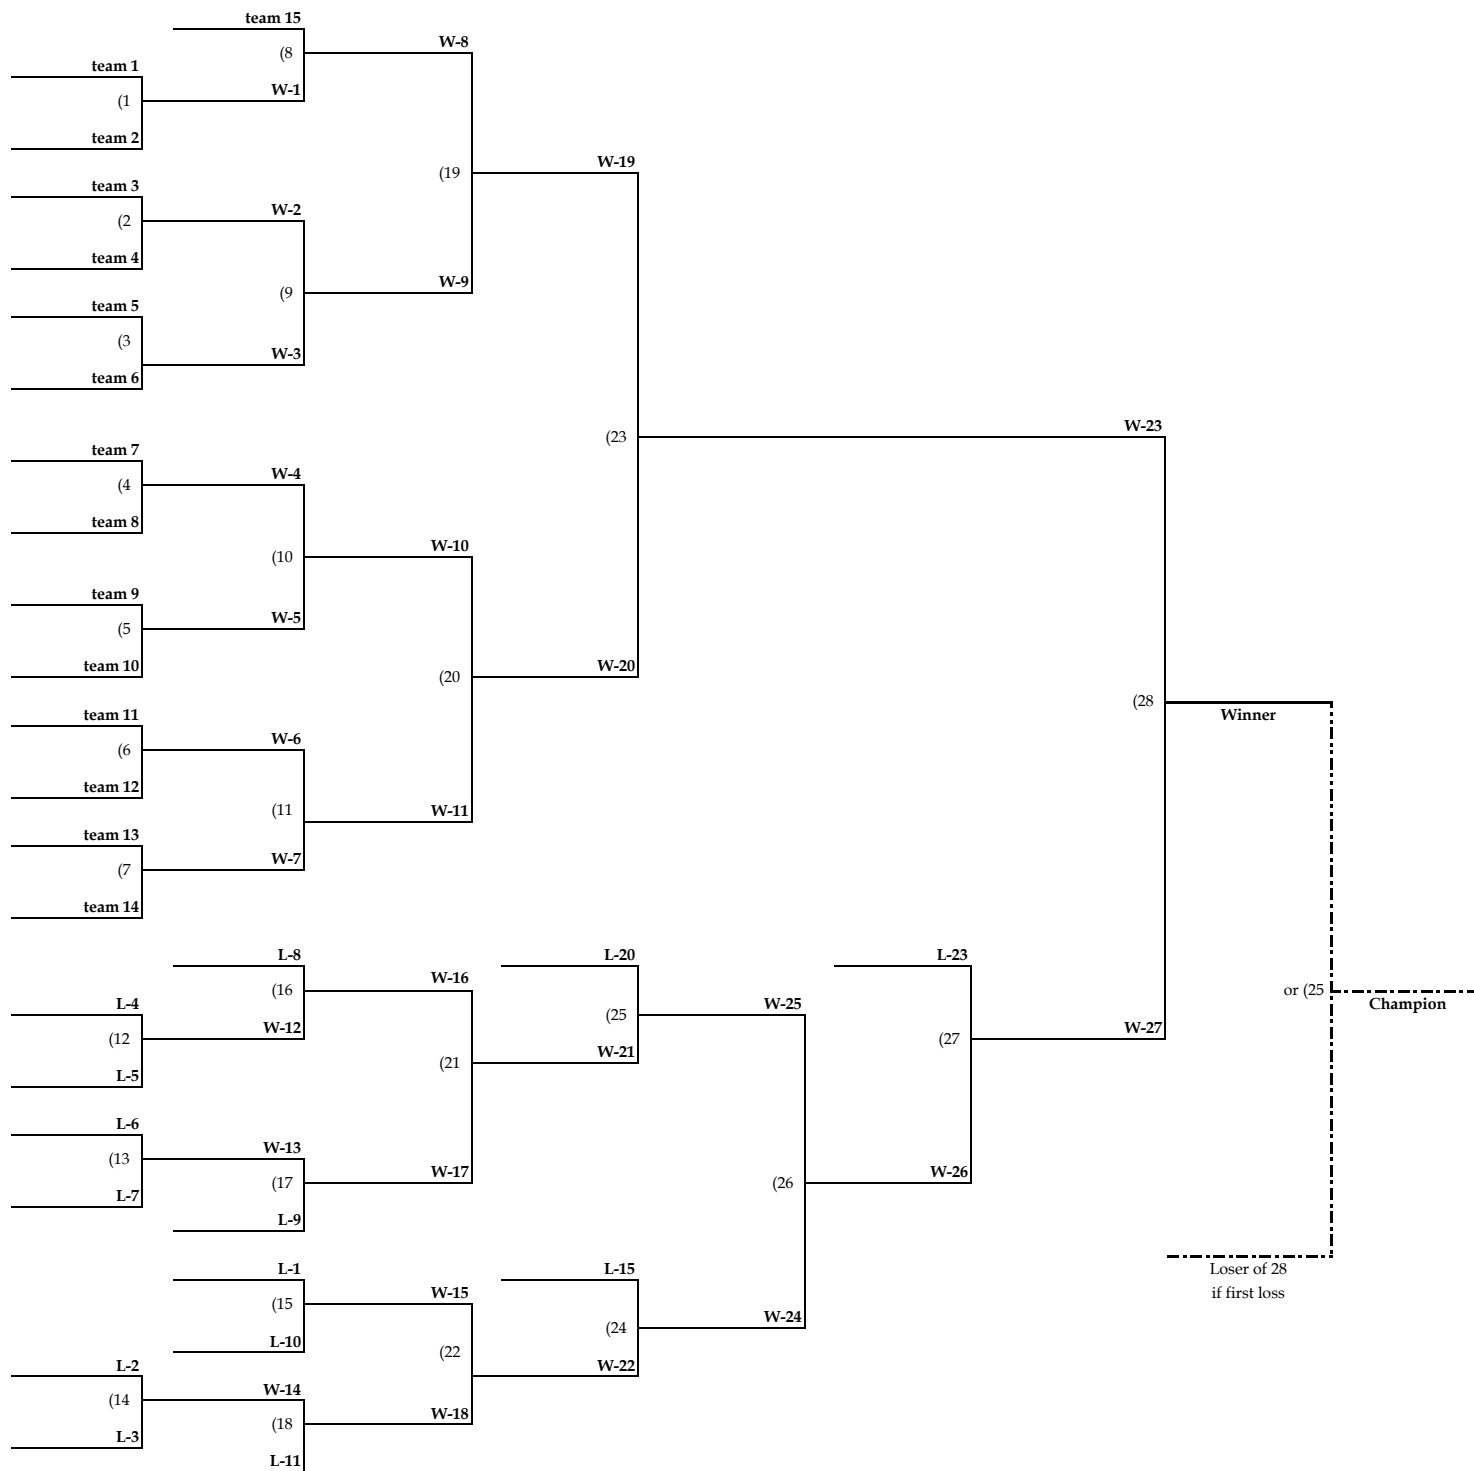 team 15
(8
W-8
team 1
(1
W-1
team 2
team 3
(2
W-2
team 4
(19
W-19
team 5
(9
W-9
(3
W-3
team 6
team 7
(4
W-4
team 8
(23
W-23
(10
W-10
team 9
(5
W-5
team 10
(20
W-20
team 11
(6
W-6
team 12
(11
W-11
team 13
(7
W-7
team 14
(28
Winner
L-8
(16
W-16
L-4
(12
W-12
L-5
L-20
(25
W-25
W-21
(21
L-23
(27
W-27
or (25
Champion
L-6
(13
W-13
L-7
(17
W-17
L-9
(26
W-26
L-1
(15
W-15
L-10
L-15
(24
W-24
(22
W-22
L-2
(14
W-14
L-3
(18
W-18
L-11
Loser of 28
if first loss